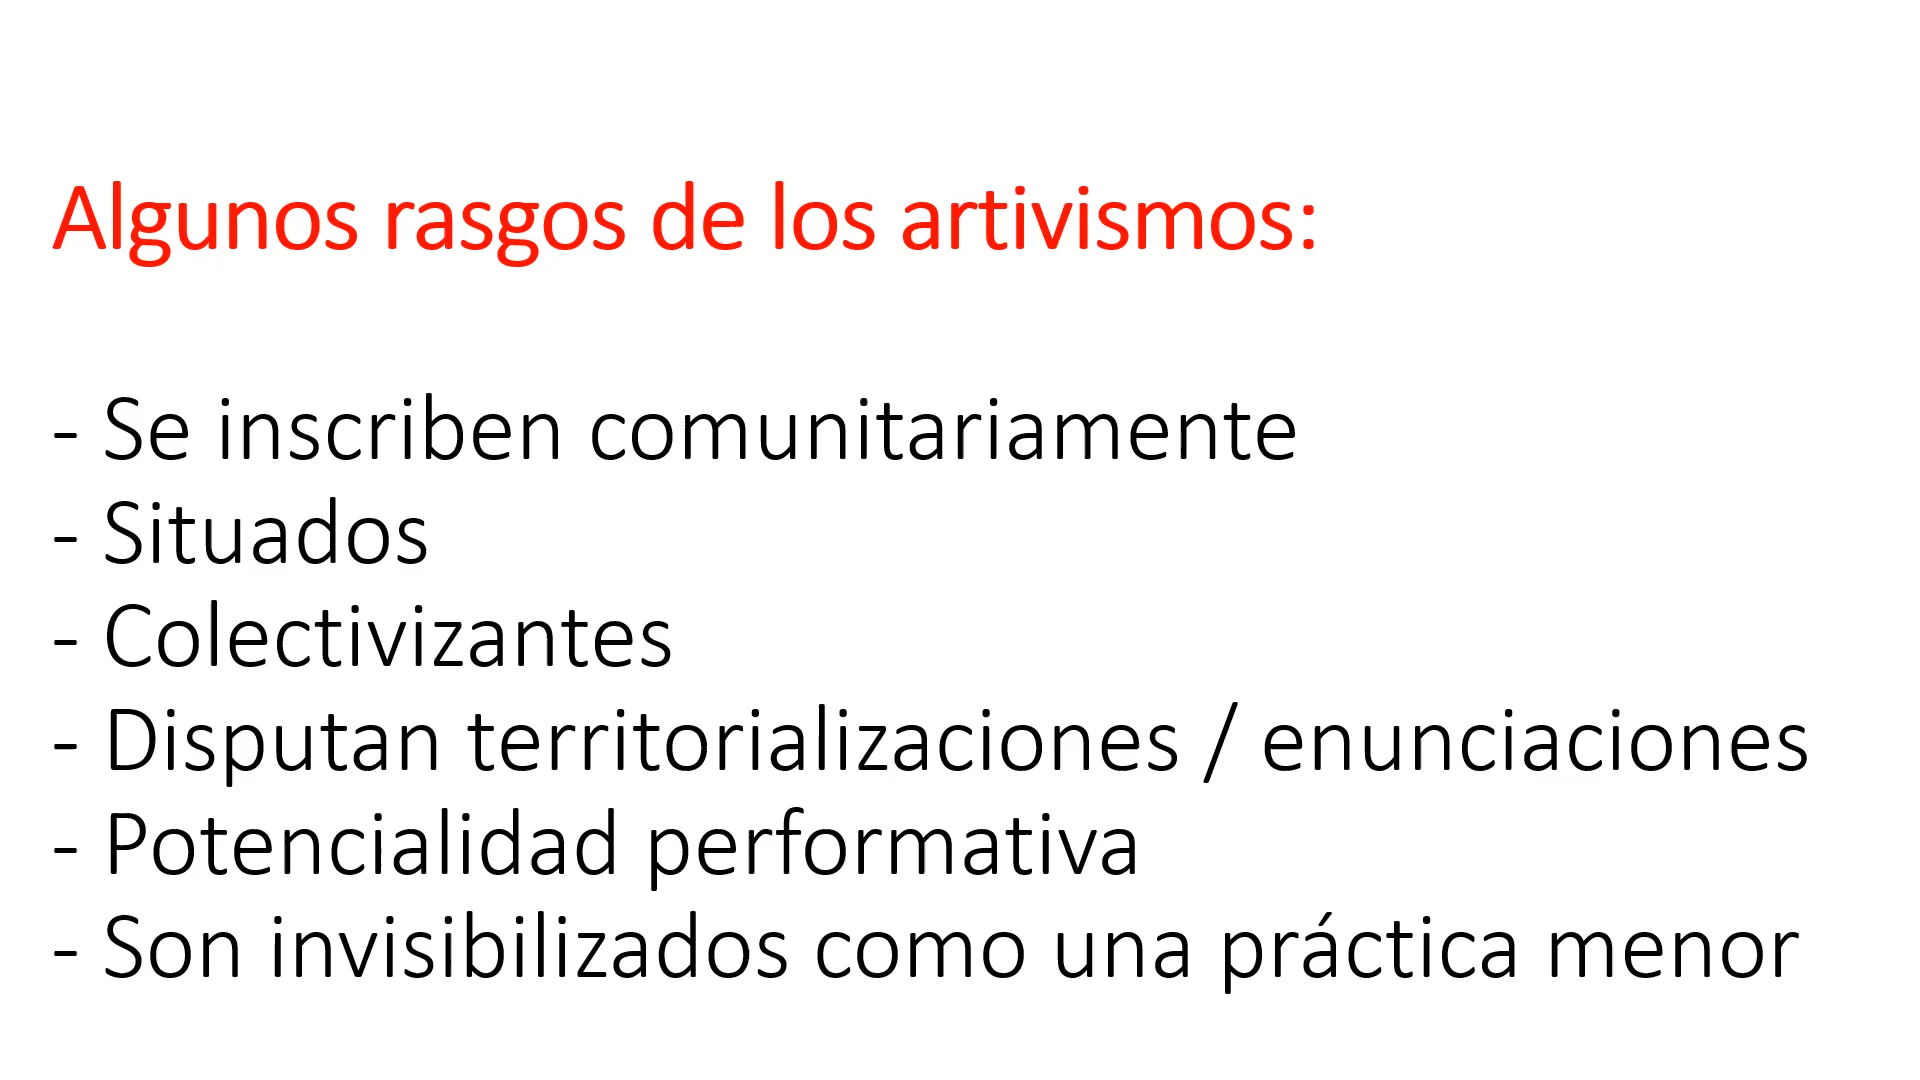 Algunos rasgos de los artivismos:
- Se inscriben comunitariamente
- Situados
- Colectivizantes
- Disputan territorializaciones / enunciaciones
- Potencialidad performativa
- Son invisibilizados como una práctica menor